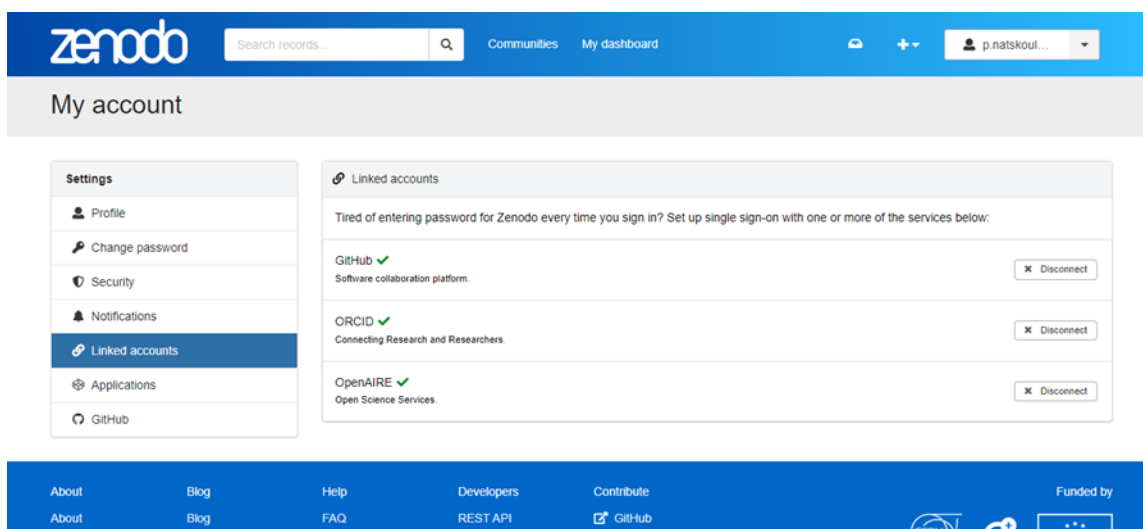 zenodo
Search records...
Communities
My dashboard
p.natskoul...
My account
Settings
Profile
Change password
Security
Notifications
Linked accounts
Applications
GitHub
Linked accounts
Tired of entering password for Zenodo every time you sign in? Set up single sign-on with one or more of the services below:
GitHub
Software collaboration platform.
Disconnect
ORCID
Connecting Research and Researchers.
Disconnect
OpenAIRE
Open Science Services.
Disconnect
About Blog Help Developers Contribute Funded by
About Blog FAQ REST API GitHub